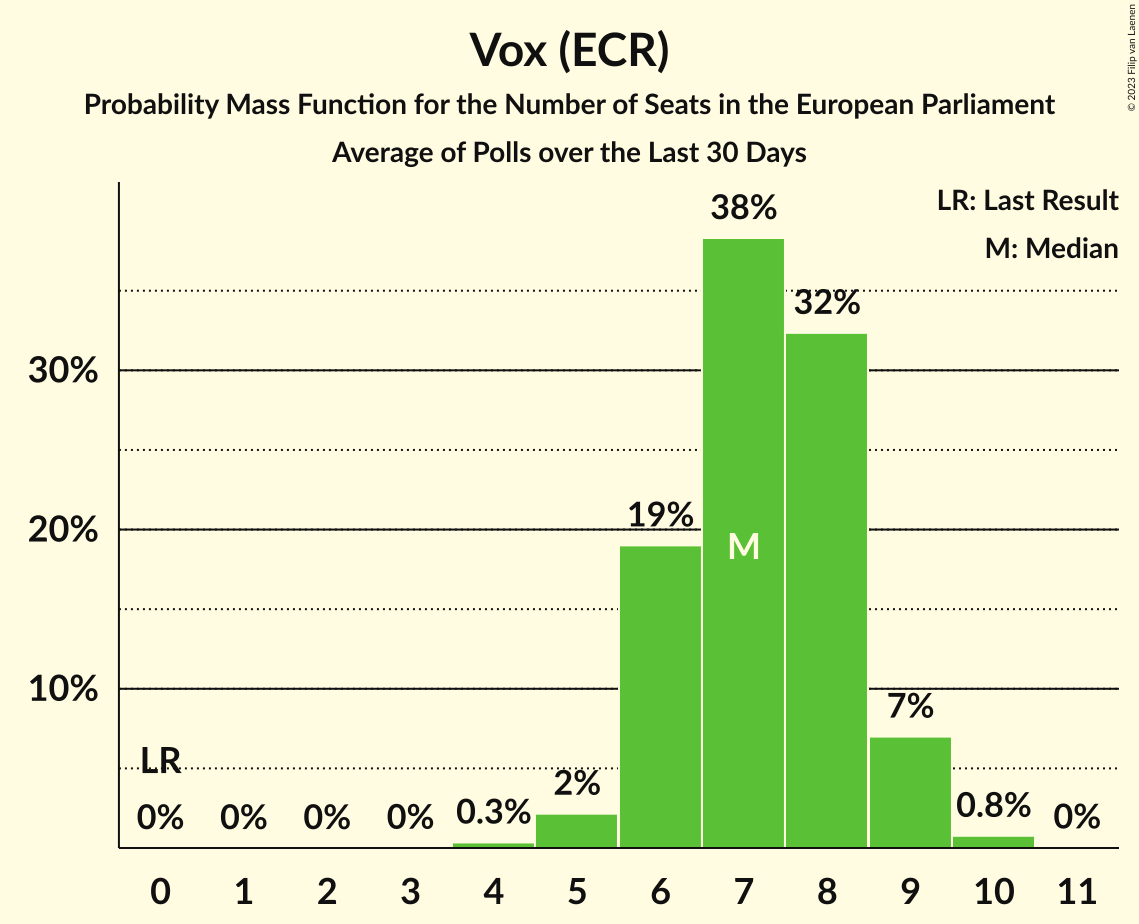 Vox (ECR)
Probability Mass Function for the Number of Seats in the European Parliament
Average of Polls over the Last 30 Days
© 2023 Filip van Laenen
LR: Last Result
M: Median
38%
32%
30%
19%
20%
M
10%
7%
LR
2%
0% 0% 0% 0% 0.3% 0.8% 0%
0 1 2 3 4 5 6 7 8 9 10 11